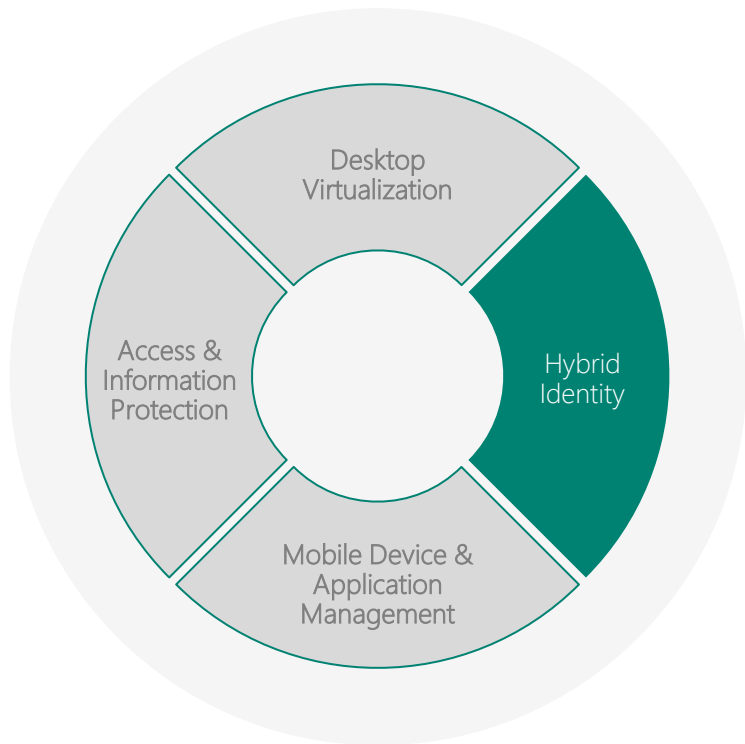 Desktop
Virtualization
Access &
Information
Protection
Hybrid
Identity
Mobile Device &
Application
Management